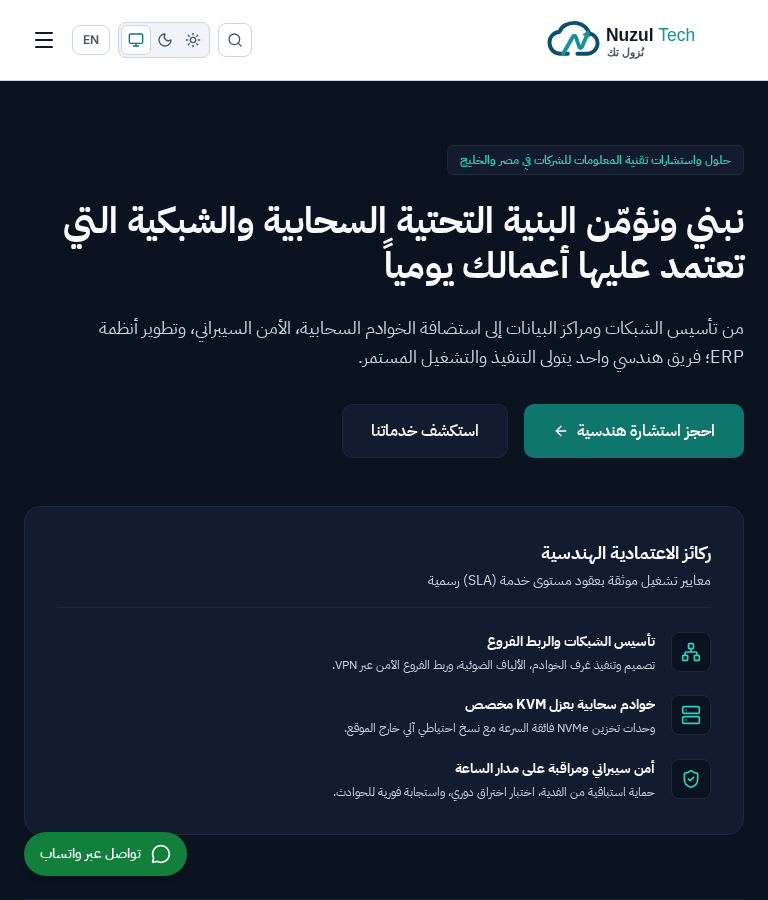 Nuzul Tech
نُزول تك
EN
حلول واستشارات تقنية المعلومات للشركات في مصر والخليج
نبني ونؤمّن البنية التحتية السحابية والشبكية التي
تعتمد عليها أعمالك يومياً
من تأسيس الشبكات ومراكز البيانات إلى استضافة الخوادم السحابية، الأمن السيبراني، وتطوير أنظمة
ERP؛ فريق هندسي واحد يتولى التنفيذ والتشغيل المستمر.
احجز استشارة هندسية
استكشف خدماتنا
ركائز الاعتمادية الهندسية
معايير تشغيل موثقة بعقود مستوى خدمة (SLA) رسمية
تأسيس الشبكات والربط الفروع
تصميم وتنفيذ غرف الخوادم، الألياف الضوئية، وربط الفروع الآمن عبر VPN.
خوادم سحابية بعزل KVM مخصص
وحدات تخزين NVMe فائقة السرعة مع نسخ احتياطي آلي خارج الموقع.
أمن سيبراني ومراقبة على مدار الساعة
حماية استباقية من الفدية، اختبار اختراق دوري، واستجابة فورية للحوادث.
تواصل عبر واتساب